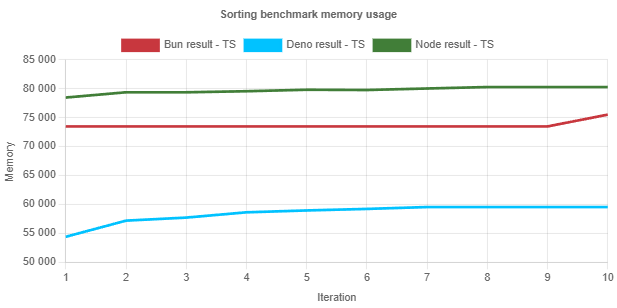 Sorting benchmark memory usage
Bun result - TS Deno result - TS Node result - TS
85 000
80 000
75 000
70 000
65 000
60 000
55 000
50 000
Memory
1 2 3 4 5 6 7 8 9 10
Iteration